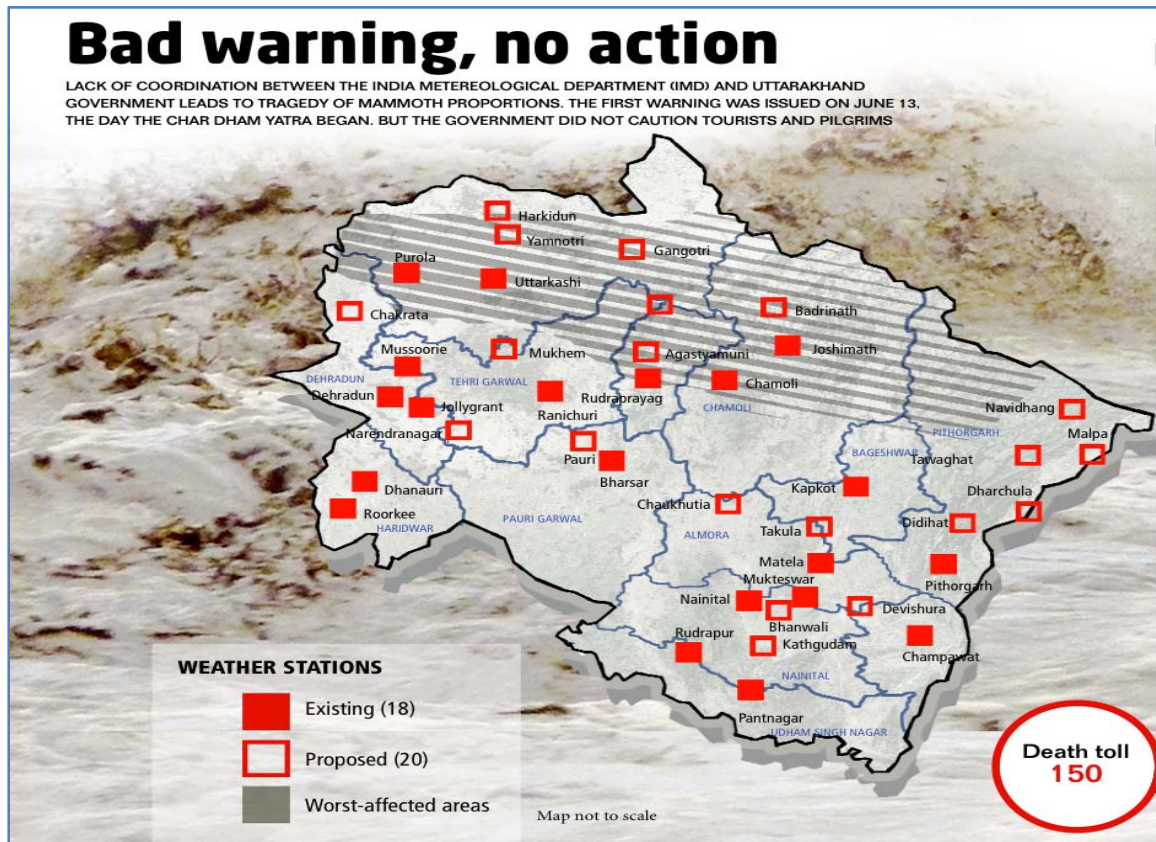 Bad warning, no action
LACK OF COORDINATION BETWEEN THE INDIA METEREOLOGICAL DEPARTMENT (IMD) AND UTTARAKHAND
GOVERNMENT LEADS TO TRAGEDY OF MAMMOTH PROPORTIONS. THE FIRST WARNING WAS ISSUED ON JUNE 13,
THE DAY THE CHAR DHAM YATRA BEGAN. BUT THE GOVERNMENT DID NOT CAUTION TOURISTS AND PILGRIMS
Harkidun
Yamnotri
Gangotri
Purola
Uttarkashi
Chakrata
Badrinath
Mussoorie
Mukhem
Agastyamuni
Joshimath
DEHRADUN
TEHRI GARWAL
Rudraprayag
Chamoli
Dehradun
Jollygrant
Ranichuri
CHAMOLI
Navidhang
Narendranagar
PITHORGARH
Malpa
Pauri
BAGESHWAR
Tawaghat
Bharsar
Dhanauri
Kapkot
Dharchula
Roorkee
Chaukhutia
HARIDWAR
PAURI GARWAL
Didihat
ALMORA
Takula
Matela
Mukteswar
Pithorgarh
Nainital
Devishura
Bhanwali
Rudrapur
Kathgudam
Champawat
NAINITAL
Pantnagar
UDHAM SINGH NAGAR
WEATHER STATIONS
Existing (18)
Proposed (20)
Worst-affected areas
Map not to scale
Death toll
150